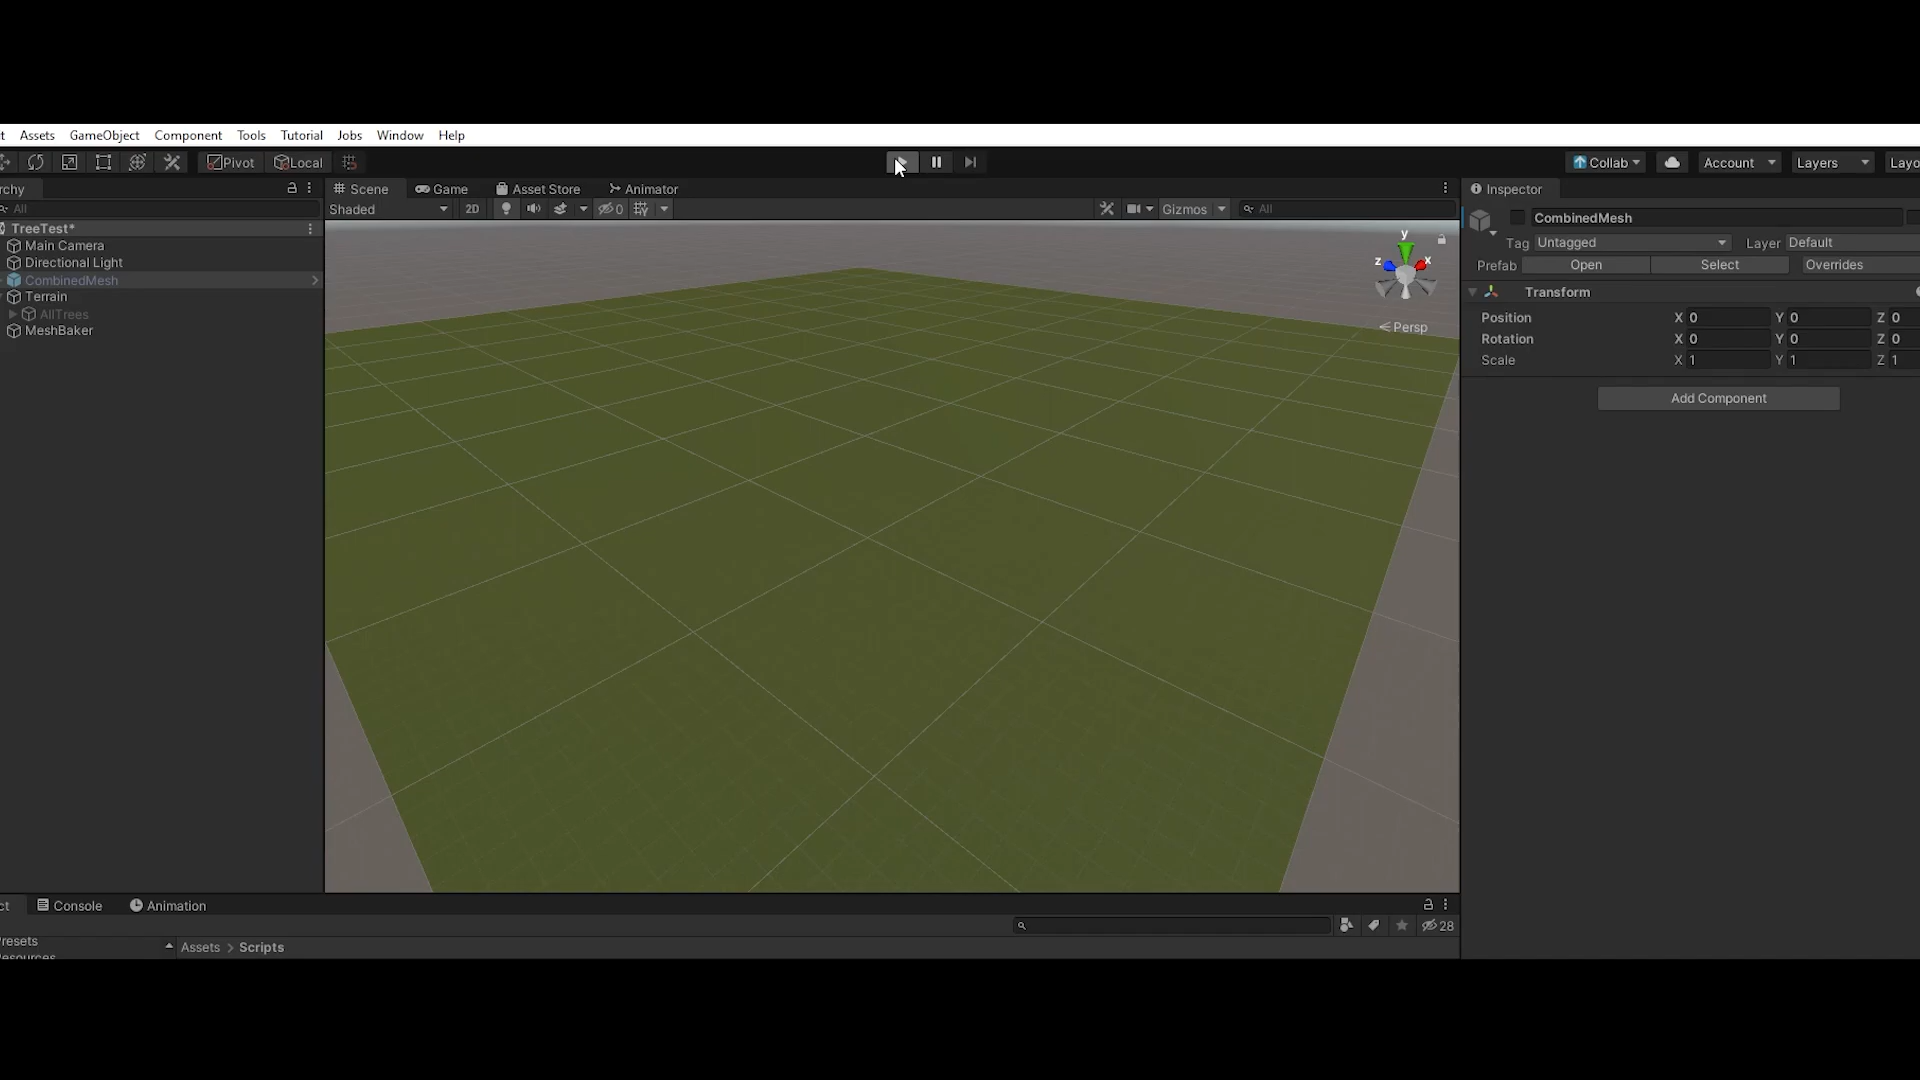 t Assets GameObject Component Tools Tutorial Jobs Window Help
Pivot Local Collab Account Layers Layo
rchy Scene Game Asset Store Animator Inspector
All Shaded 2D 0 Gizmos All CombinedMesh
TreeTest*
Main Camera
Directional Light
CombinedMesh
Terrain
AllTrees
MeshBaker
y
z x
Persp
Tag Untagged Layer Default
Prefab Open Select Overrides
Transform
Position X 0 Y 0 Z 0
Rotation X 0 Y 0 Z 0
Scale X 1 Y 1 Z 1
Add Component
ct Console Animation
28
Presets
Resources
Assets > Scripts